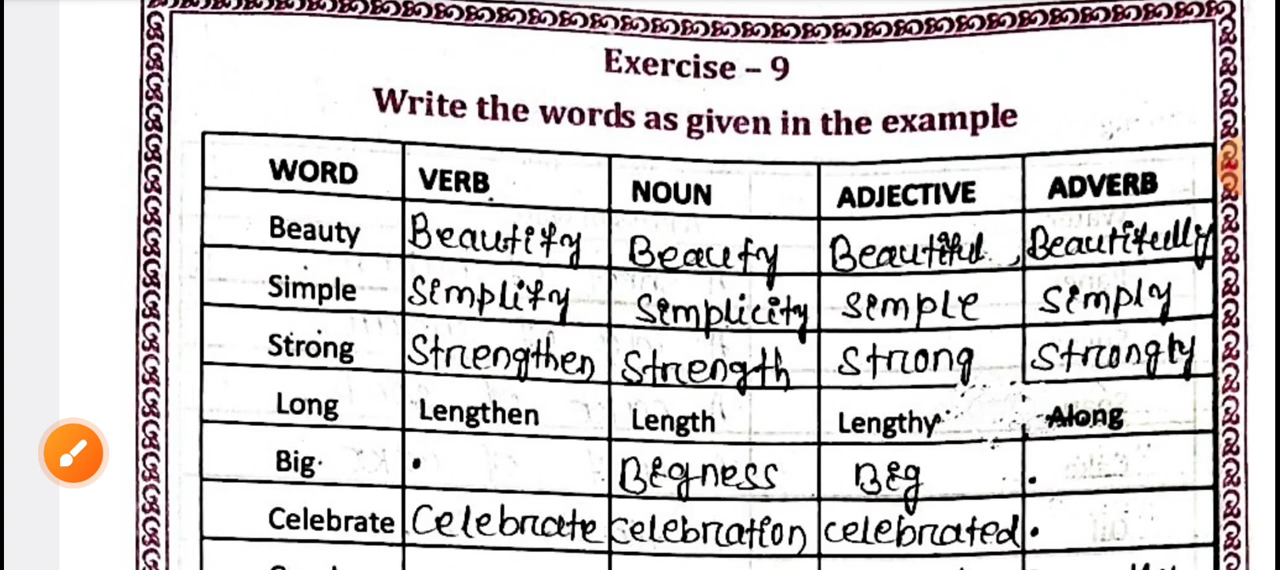 Exercise – 9
Write the words as given in the example
WORD VERB NOUN ADJECTIVE ADVERB
Beauty Beautify Beauty Beautiful Beautifully
Simple Simplify Simplicity Simple Simply
Strong Strengthen Strength Strong Strongly
Long Lengthen Length Lengthy Along
Big Bigness Big
Celebrate Celebrate Celebration Celebrated